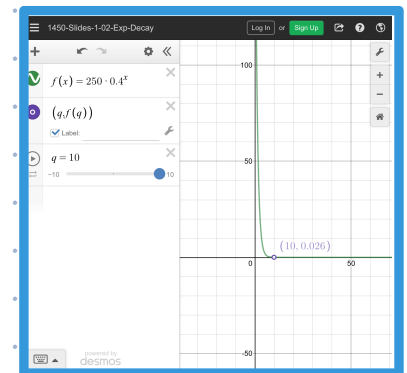 1450-Slides-1-02-Exp-Decay
Log In or Sign Up
f(x) = 250 · 0.4^x
(q, f(q))
Label:
q = 10
-10 10
100
50
(10, 0.026)
0 50
-50
powered by
desmos